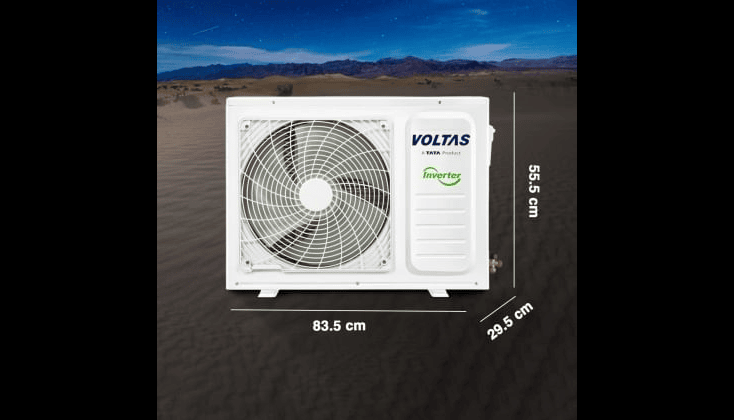 VOLTAS
A TATA Product
Inverter
55.5 cm
29.5 cm
83.5 cm